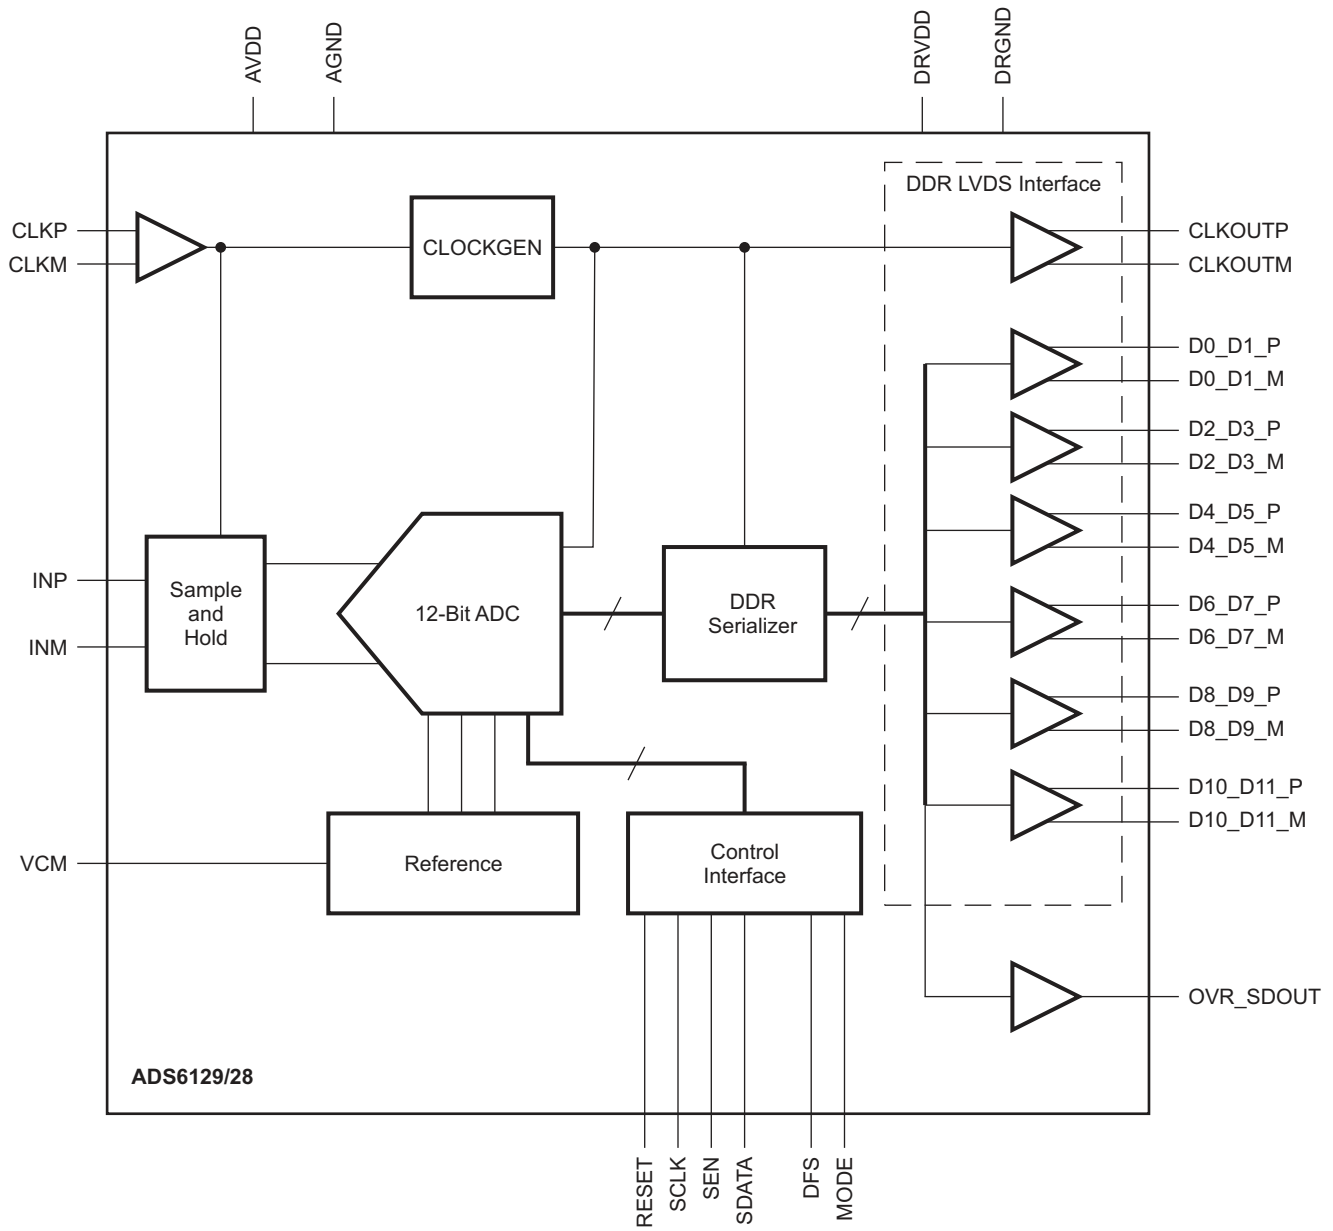 AVDD
AGND
DRVDD
DRGND
DDR LVDS Interface
CLKP
CLKM
CLOCKGEN
CLKOUTP
CLKOUTM
D0_D1_P
D0_D1_M
D2_D3_P
D2_D3_M
D4_D5_P
D4_D5_M
INP
INM
Sample
and
Hold
12-Bit ADC
DDR
Serializer
D6_D7_P
D6_D7_M
D8_D9_P
D8_D9_M
D10_D11_P
D10_D11_M
VCM
Reference
Control
Interface
OVR_SDOUT
ADS6129/28
RESET
SCLK
SEN
SDATA
DFS
MODE